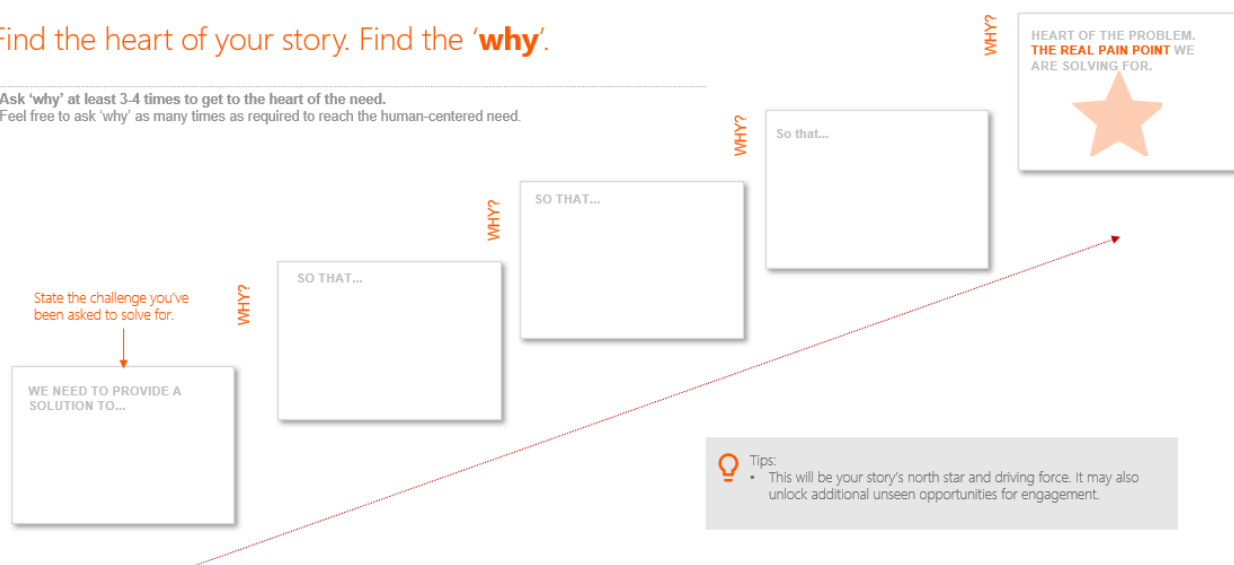 Find the heart of your story. Find the ‘why’.
Ask ‘why’ at least 3-4 times to get to the heart of the need.
Feel free to ask ‘why’ as many times as required to reach the human-centered need.
State the challenge you’ve
been asked to solve for.
WE NEED TO PROVIDE A
SOLUTION TO...
WHY?
SO THAT...
WHY?
SO THAT...
WHY?
So that...
WHY?
HEART OF THE PROBLEM.
THE REAL PAIN POINT WE
ARE SOLVING FOR.
Tips:
▪ This will be your story’s north star and driving force. It may also
unlock additional unseen opportunities for engagement.